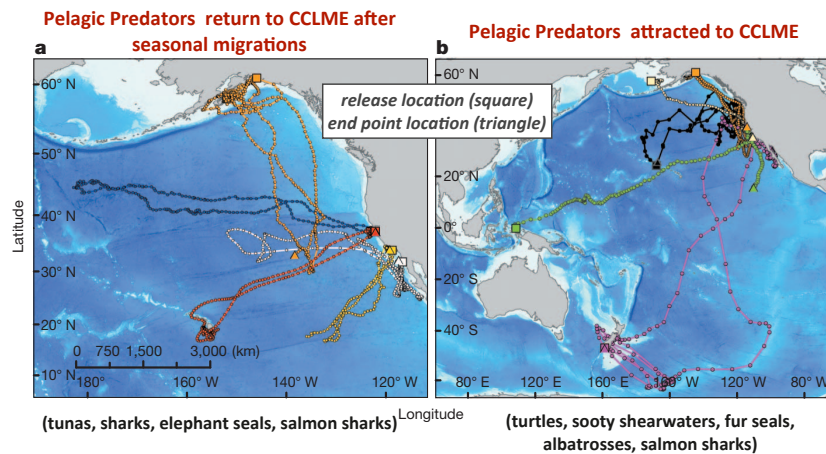 Pelagic Predators return to CCLME after
seasonal migrations
Pelagic Predators attracted to CCLME
a
b
release location (square)
end point location (triangle)
60° N
50° N
40° N
30° N
20° N
10° N
Latitude
0 750 1,500 3,000 (km)
180° W
160° W
140° W
120° W
60° N
40° N
20° N
0°
20° S
40° S
80° E
120° E
160° E
160° W
120° W
80° W
Longitude
(tunas, sharks, elephant seals, salmon sharks)
(turtles, sooty shearwaters, fur seals,
albatrosses, salmon sharks)